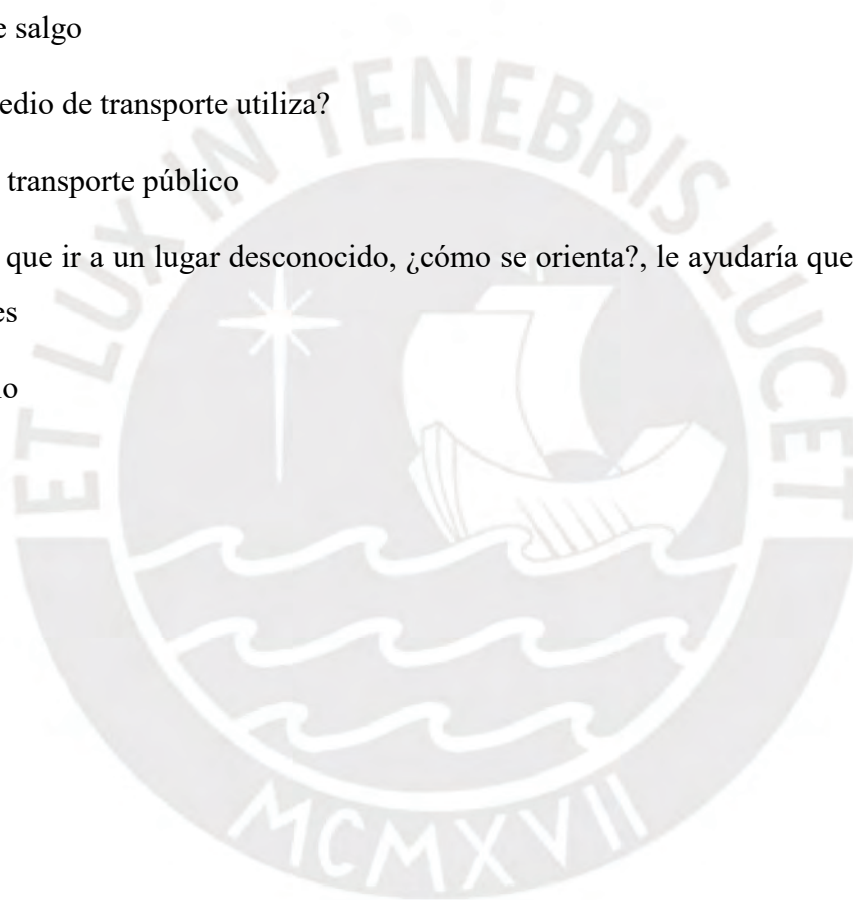 e salgo
edio de transporte utiliza?
transporte público
que ir a un lugar desconocido, ¿cómo se orienta?, le ayudaría que
es
lo
ET LUX IN TENEBRIS LUCET
MCMXVII